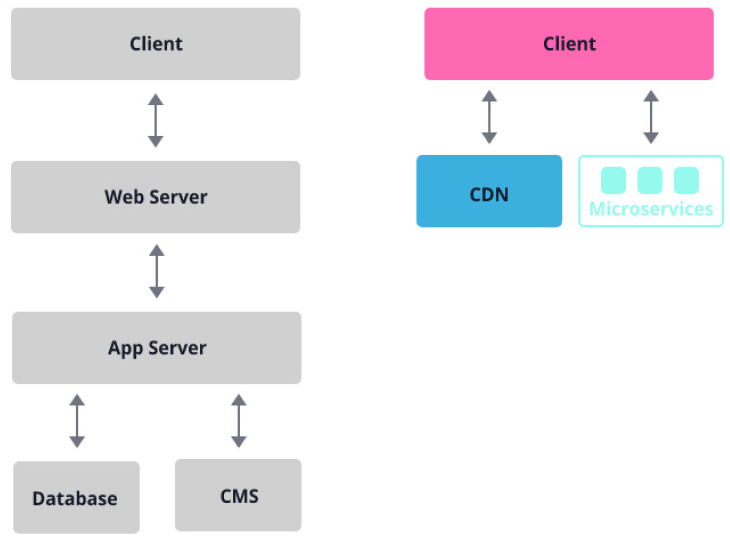 Client
Web Server
App Server
Database
CMS
Client
CDN
Microservices